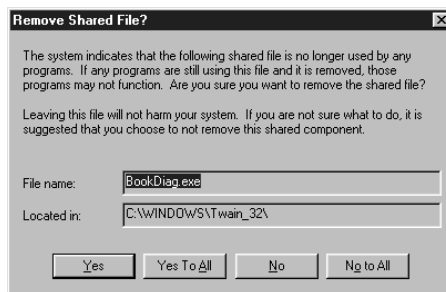 Remove Shared File?
The system indicates that the following shared file is no longer used by any
programs. If any programs are still using this file and it is removed, those
programs may not function. Are you sure you want to remove the shared file?
Leaving this file will not harm your system. If you are not sure what to do, it is
suggested that you choose to not remove this shared component.
File name: BookDiag.exe
Located in: C:\WINDOWS\Twain_32\
Yes Yes To All No No to All